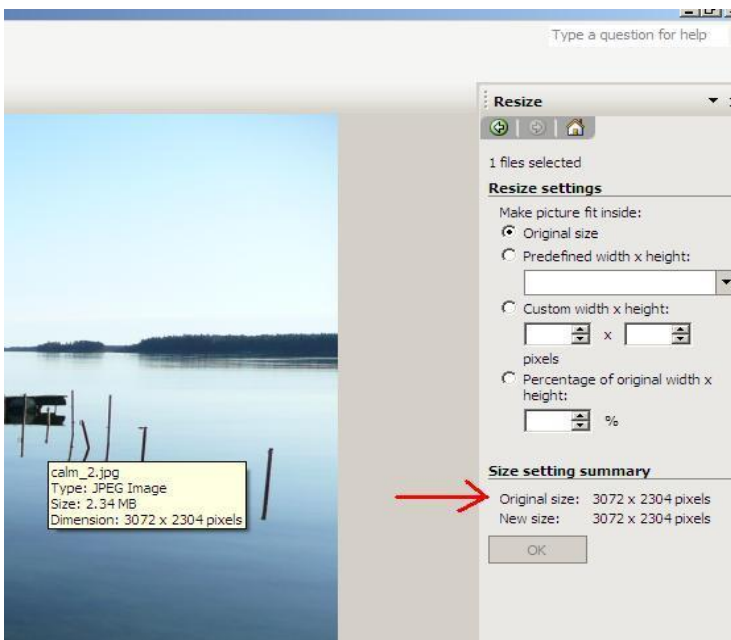 Type a question for help
Resize
1 files selected
Resize settings
Make picture fit inside:
Original size
Predefined width x height:
Custom width x height:
x
pixels
Percentage of original width x
height:
%
calm_2.jpg
Type: JPEG Image
Size: 2.34 MB
Dimension: 3072 x 2304 pixels
Size setting summary
Original size: 3072 x 2304 pixels
New size: 3072 x 2304 pixels
OK